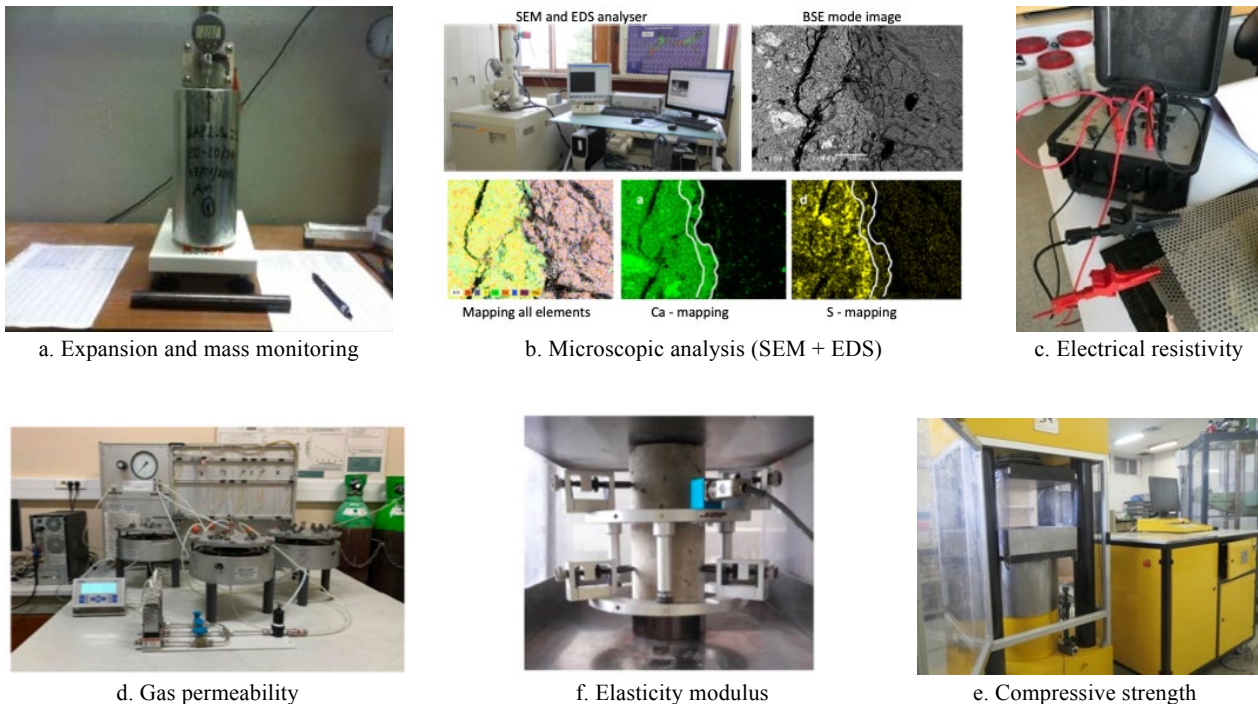 SEM and EDS analyser
BSE mode image
a
d
Mapping all elements
Ca - mapping
S - mapping
a. Expansion and mass monitoring
b. Microscopic analysis (SEM + EDS)
c. Electrical resistivity
d. Gas permeability
f. Elasticity modulus
e. Compressive strength